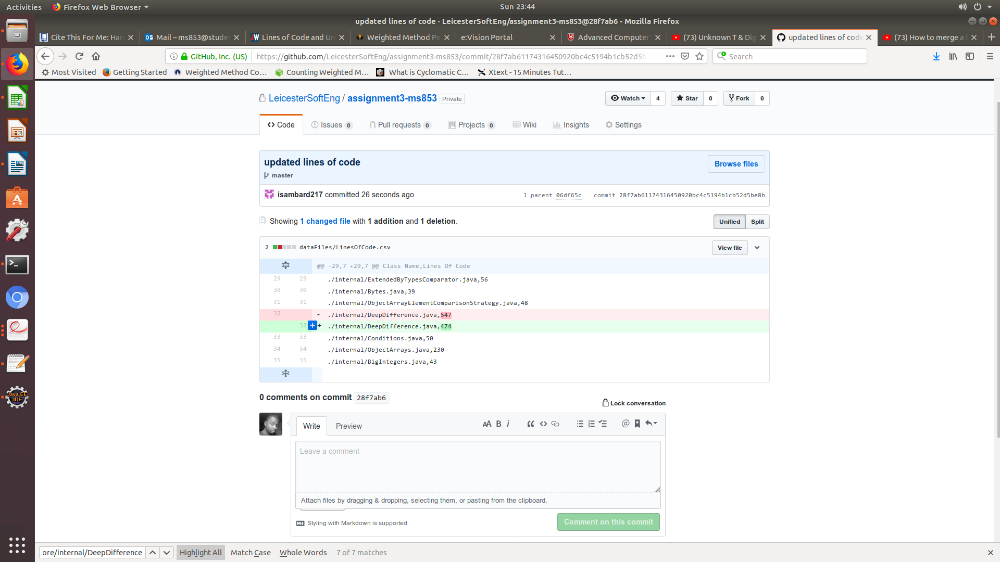 Activities Firefox Web Browser Sun 23:44
updated lines of code · LeicesterSoftEng/assignment3-ms853@28f7ab6 - Mozilla Firefox
Cite This For Me: Har Mail – ms853@studen Lines of Code and Un Weighted Method Pe e:Vision Portal Advanced Computer (73) Unknown T & Dig updated lines of code (73) How to merge a b
GitHub, Inc. (US) https://github.com/LeicesterSoftEng/assignment3-ms853/commit/28f7ab61174316450920bc4c5194b1cb52d5b Search
Most Visited Getting Started Weighted Method Co… Counting Weighted M… What is Cyclomatic C… Xtext - 15 Minutes Tut…
LeicesterSoftEng / assignment3-ms853 Private Watch 4 Star 0 Fork 0
Code Issues 0 Pull requests 0 Projects 0 Wiki Insights Settings
updated lines of code Browse files
master
isambard217 committed 26 seconds ago 1 parent 06df65c commit 28f7ab61174316450920bc4c5194b1cb52d5be8b
Showing 1 changed file with 1 addition and 1 deletion. Unified Split
2 dataFiles/LinesOfCode.csv View file
@@ -29,7 +29,7 @@ Class Name,Lines Of Code
29 29 ./internal/ExtendedByTypesComparator.java,56
30 30 ./internal/Bytes.java,39
31 31 ./internal/ObjectArrayElementComparisonStrategy.java,48
32 - ./internal/DeepDifference.java,547
32 + ./internal/DeepDifference.java,474
33 33 ./internal/Conditions.java,50
34 34 ./internal/ObjectArrays.java,230
35 35 ./internal/BigIntegers.java,43
0 comments on commit 28f7ab6 Lock conversation
Write Preview
Leave a comment
Attach files by dragging & dropping, selecting them, or pasting from the clipboard.
Styling with Markdown is supported Comment on this commit
Java EE
IDE
ore/internal/DeepDifference Highlight All Match Case Whole Words 7 of 7 matches